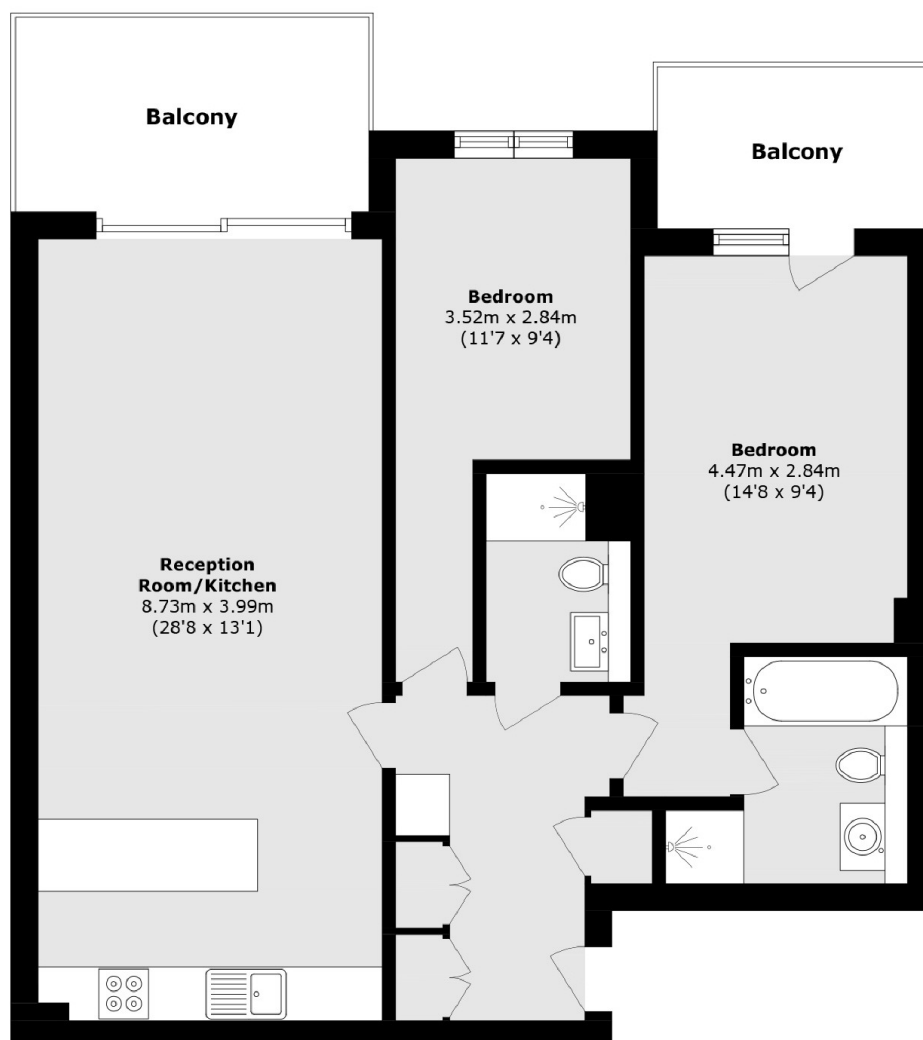 Balcony
Balcony
Bedroom
3.52m x 2.84m
(11'7 x 9'4)
Bedroom
4.47m x 2.84m
(14'8 x 9'4)
Reception
Room/Kitchen
8.73m x 3.99m
(28'8 x 13'1)